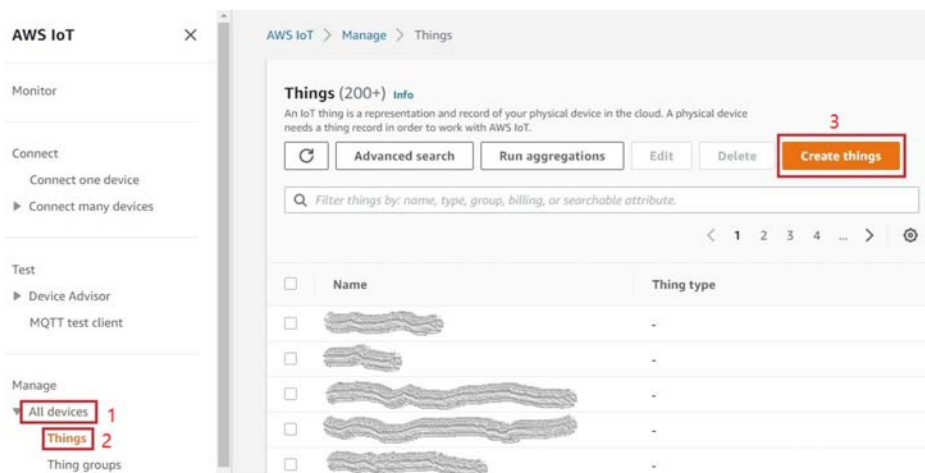 AWS IoT
Monitor
Connect
Connect one device
Connect many devices
Test
Device Advisor
MQTT test client
Manage
All devices 1
Things 2
Thing groups
AWS IoT > Manage > Things
Things (200+) Info
An IoT thing is a representation and record of your physical device in the cloud. A physical device
needs a thing record in order to work with AWS IoT.
3
Advanced search Run aggregations Edit Delete Create things
Filter things by: name, type, group, billing, or searchable attribute.
< 1 2 3 4 ... >
Name Thing type
-
-
-
-
-